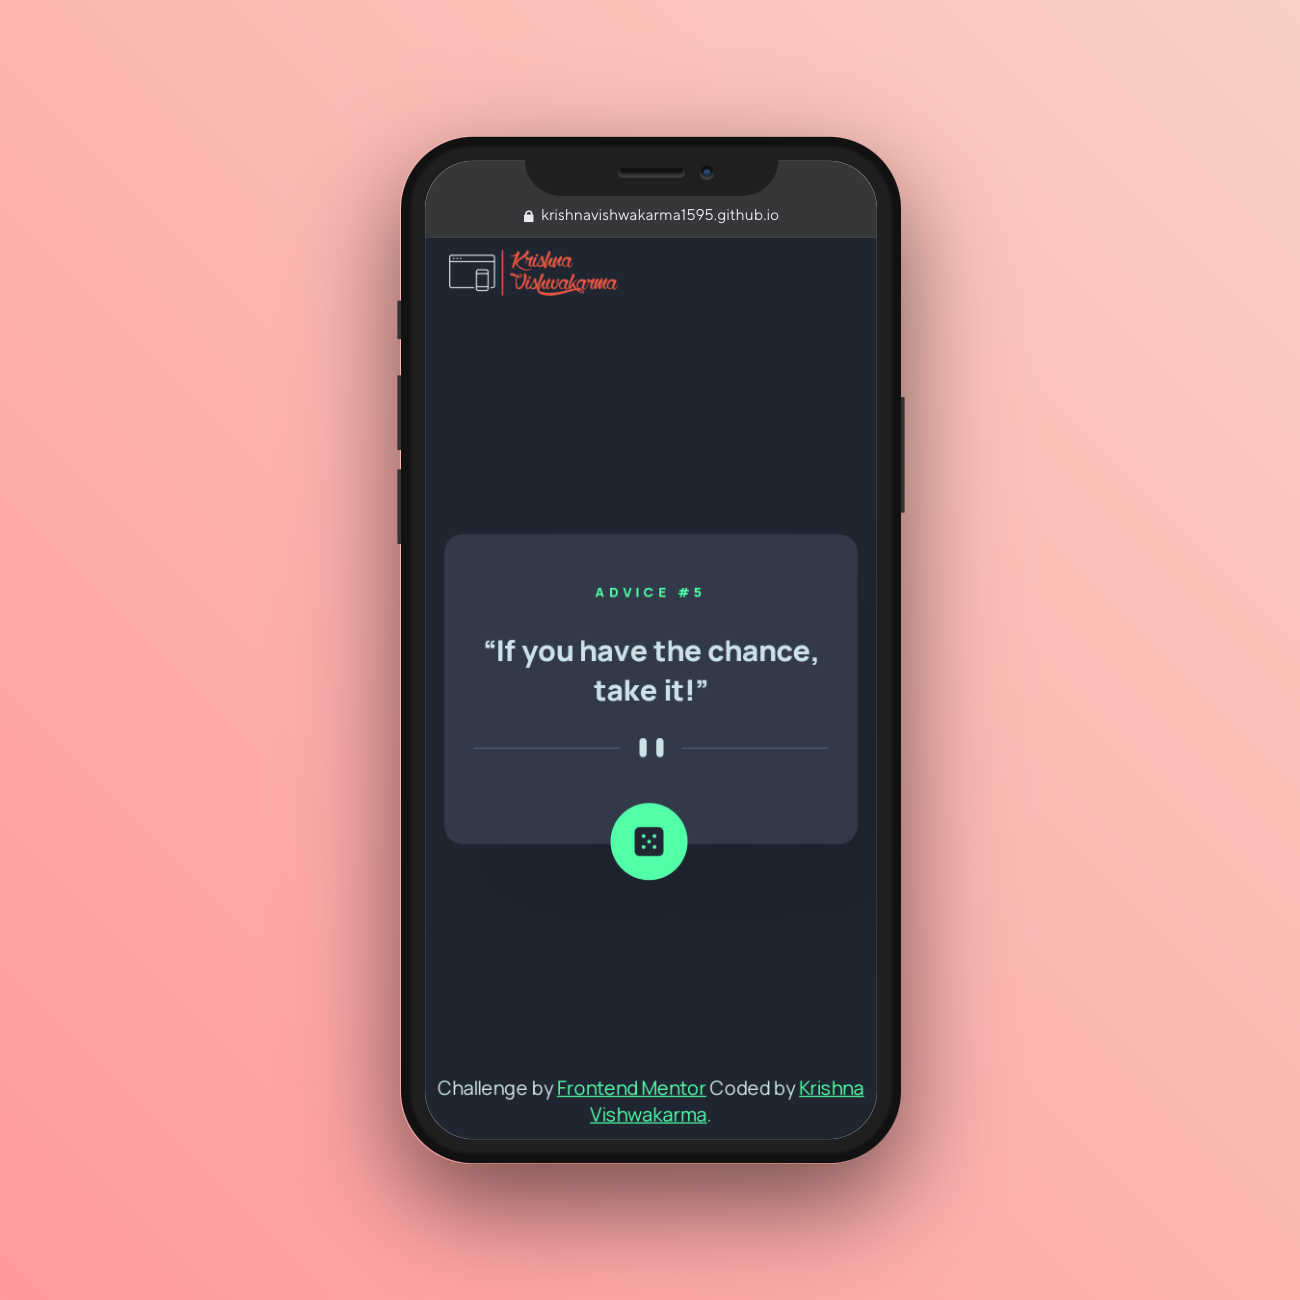 krishnavishwakarma1595.github.io
Krishna
Vishwakarma
ADVICE #5
“If you have the chance,
take it!”
Challenge by Frontend Mentor Coded by Krishna
Vishwakarma.